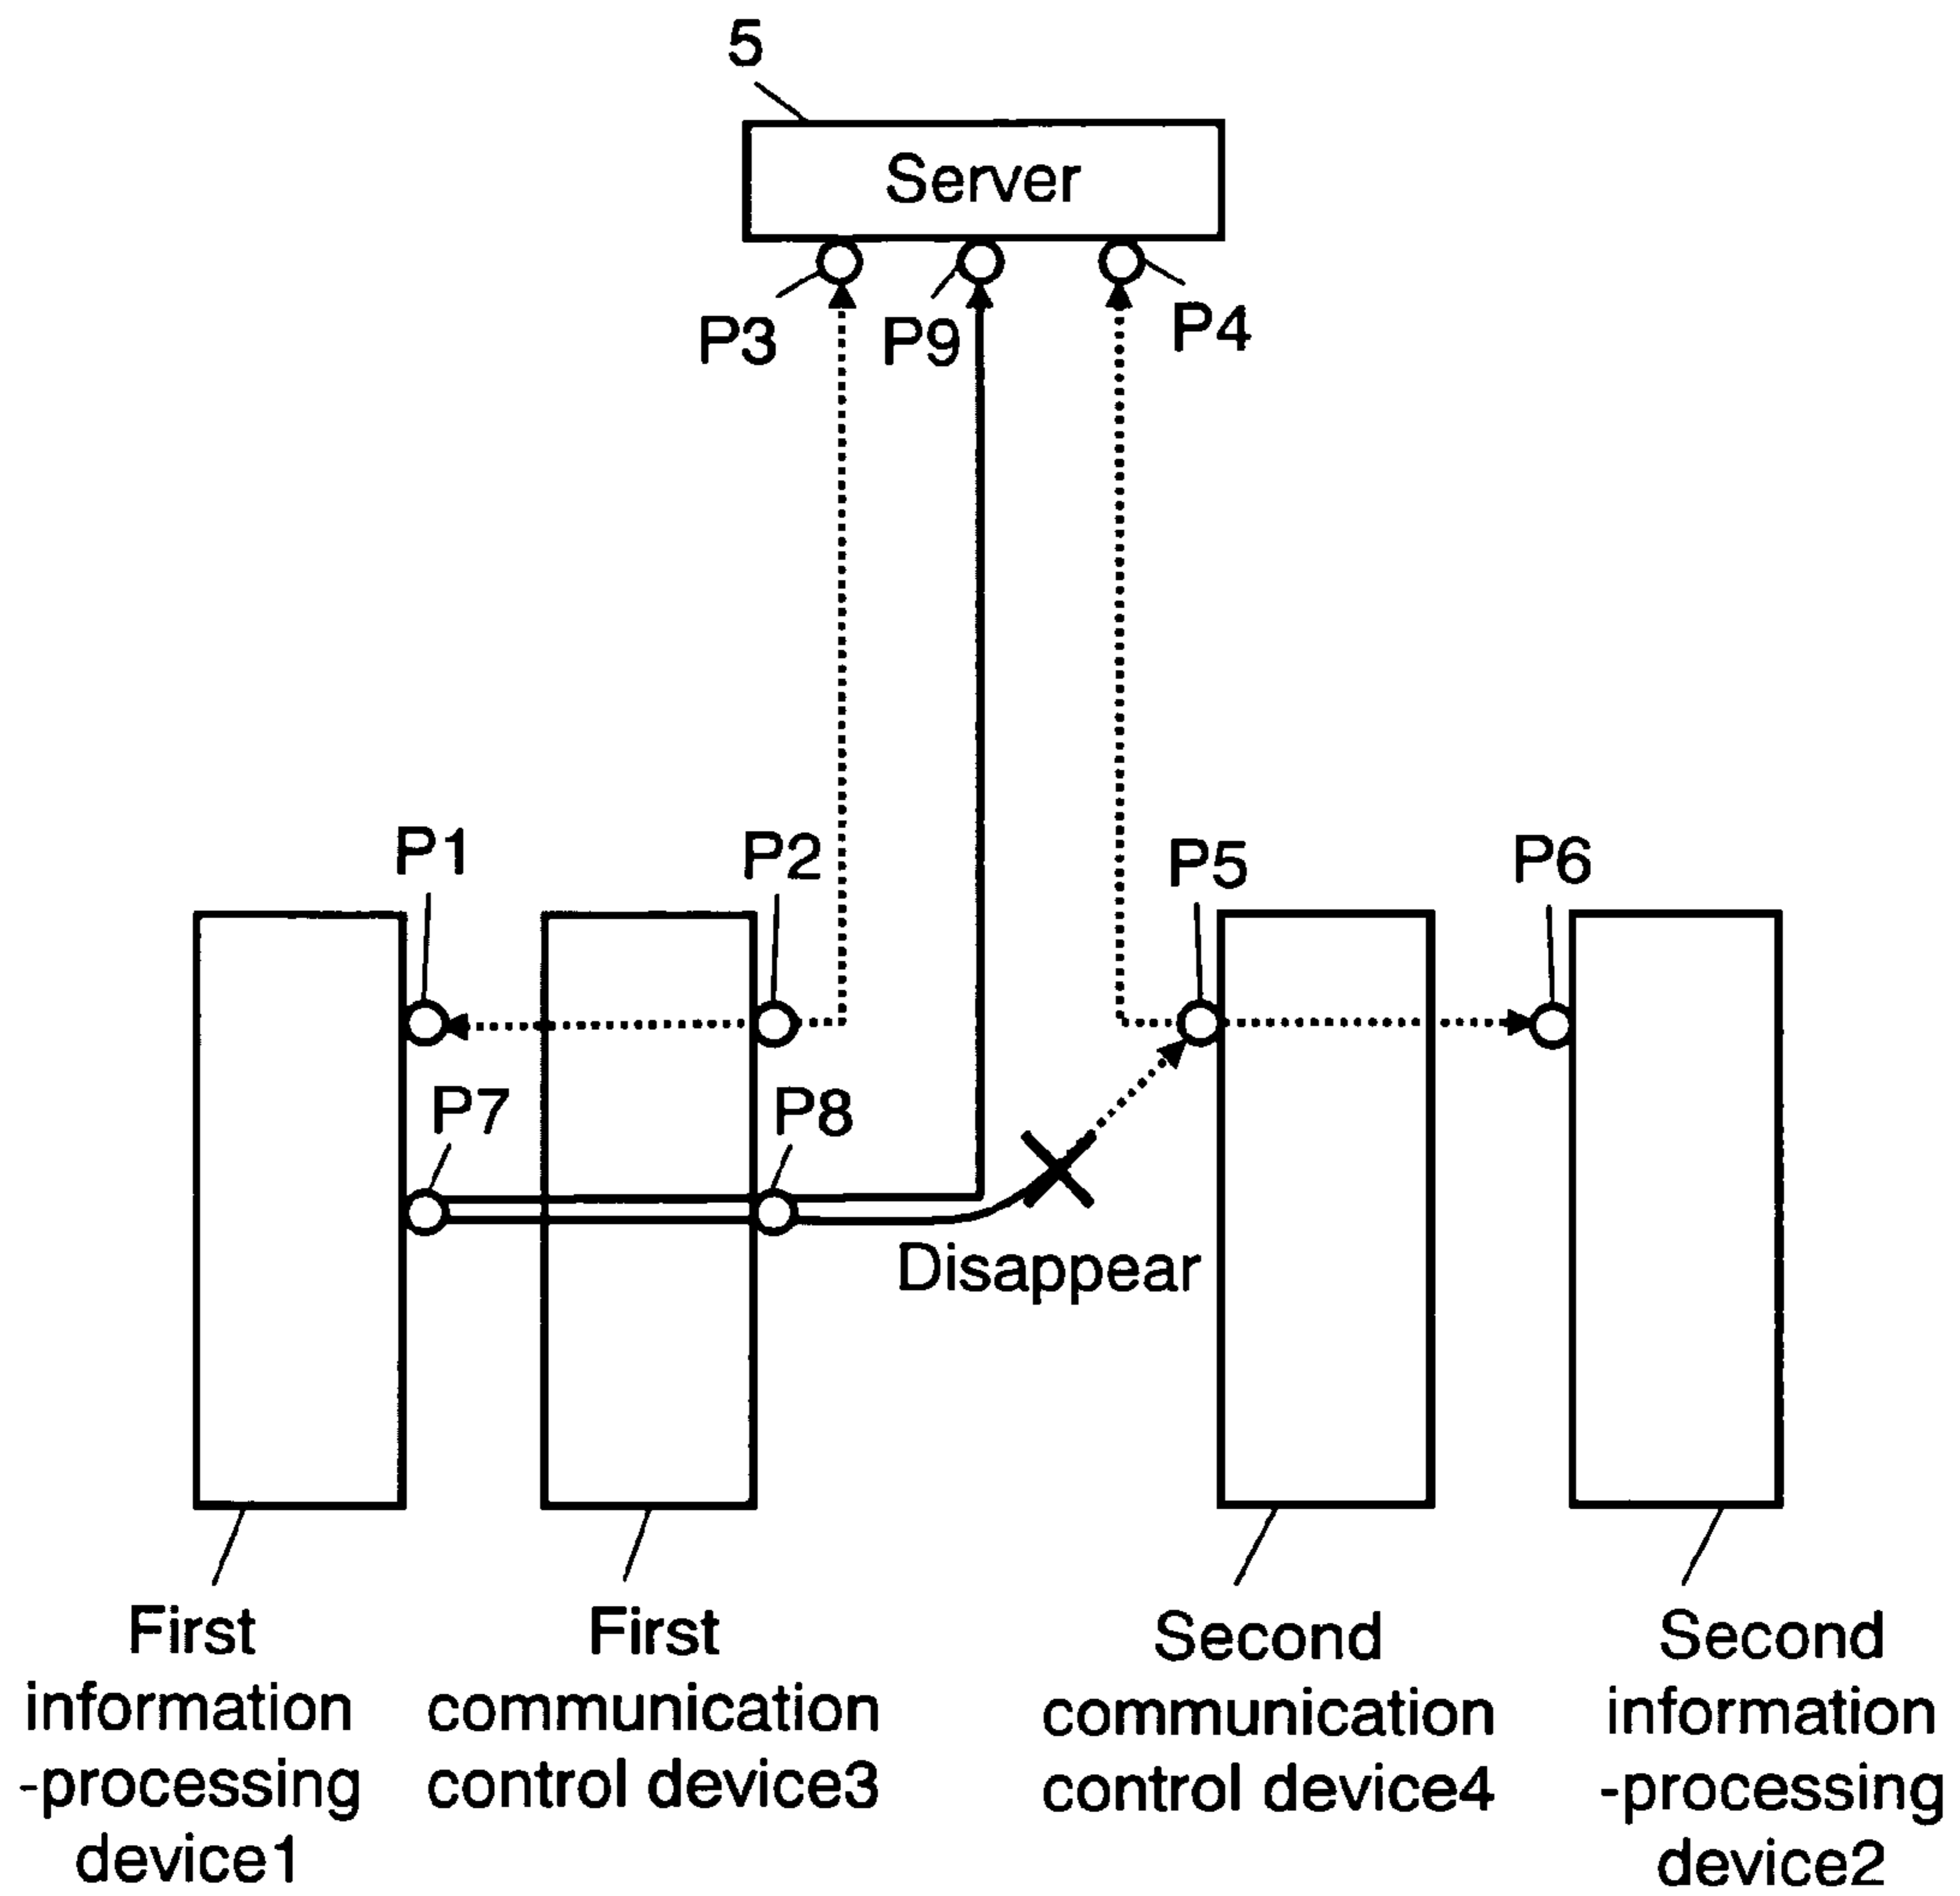 5
Server
P3
P9
P4
P1
P2
P5
P6
P7
P8
Disappear
First
information
-processing
device1
First
communication
control device3
Second
communication
control device4
Second
information
-processing
device2